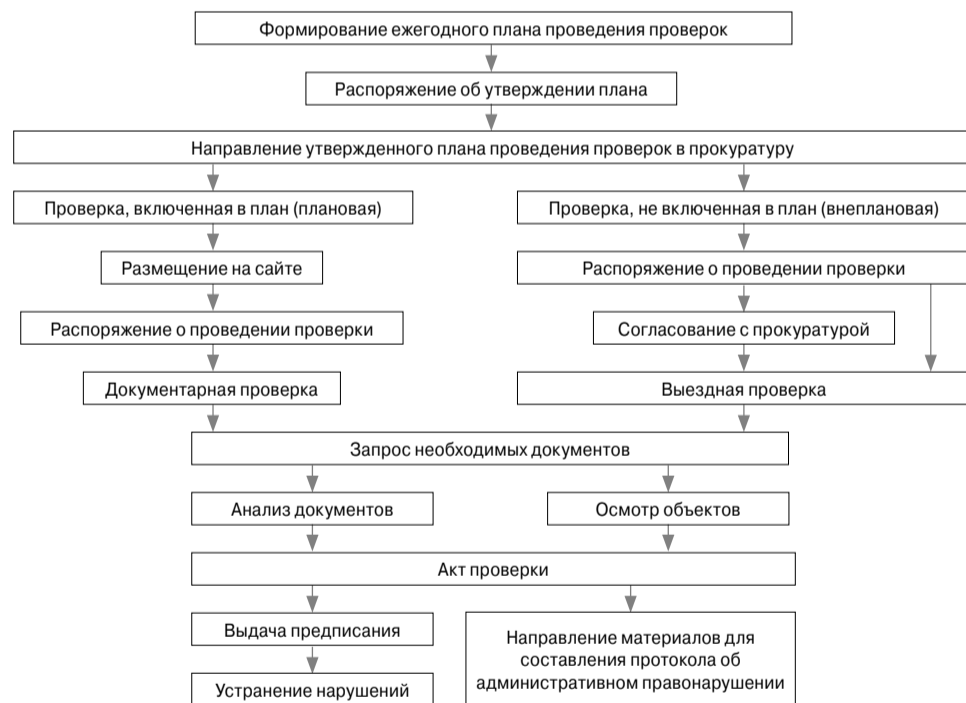 Формирование ежегодного плана проведения проверок
Распоряжение об утверждении плана
Направление утвержденного плана проведения проверок в прокуратуру
Проверка, включенная в план (плановая)
Проверка, не включенная в план (внеплановая)
Размещение на сайте
Распоряжение о проведении проверки
Распоряжение о проведении проверки
Согласование с прокуратурой
Документарная проверка
Выездная проверка
Запрос необходимых документов
Анализ документов
Осмотр объектов
Акт проверки
Выдача предписания
Устранение нарушений
Направление материалов для
составления протокола об
административном правонарушении